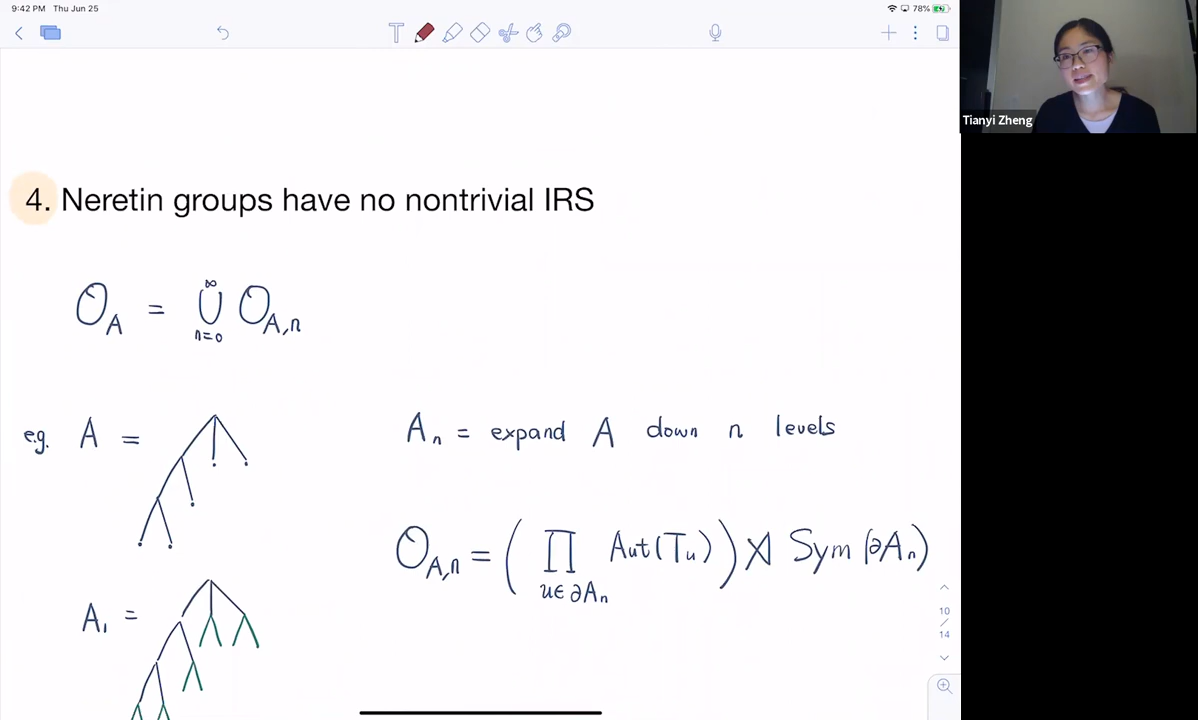 9:42 PM Thu Jun 25
78%
T
Tianyi Zheng
4. Neretin groups have no nontrivial IRS
𝒪_A = ⋃_{n=0}^{∞} 𝒪_{A,n}
e.g. A =
A_n = expand A down n levels
𝒪_{A,n} = ( ∏_{u∈∂A_n} Aut(T_u) ) ⋊ Sym(∂A_n)
A_1 =
10
/
14